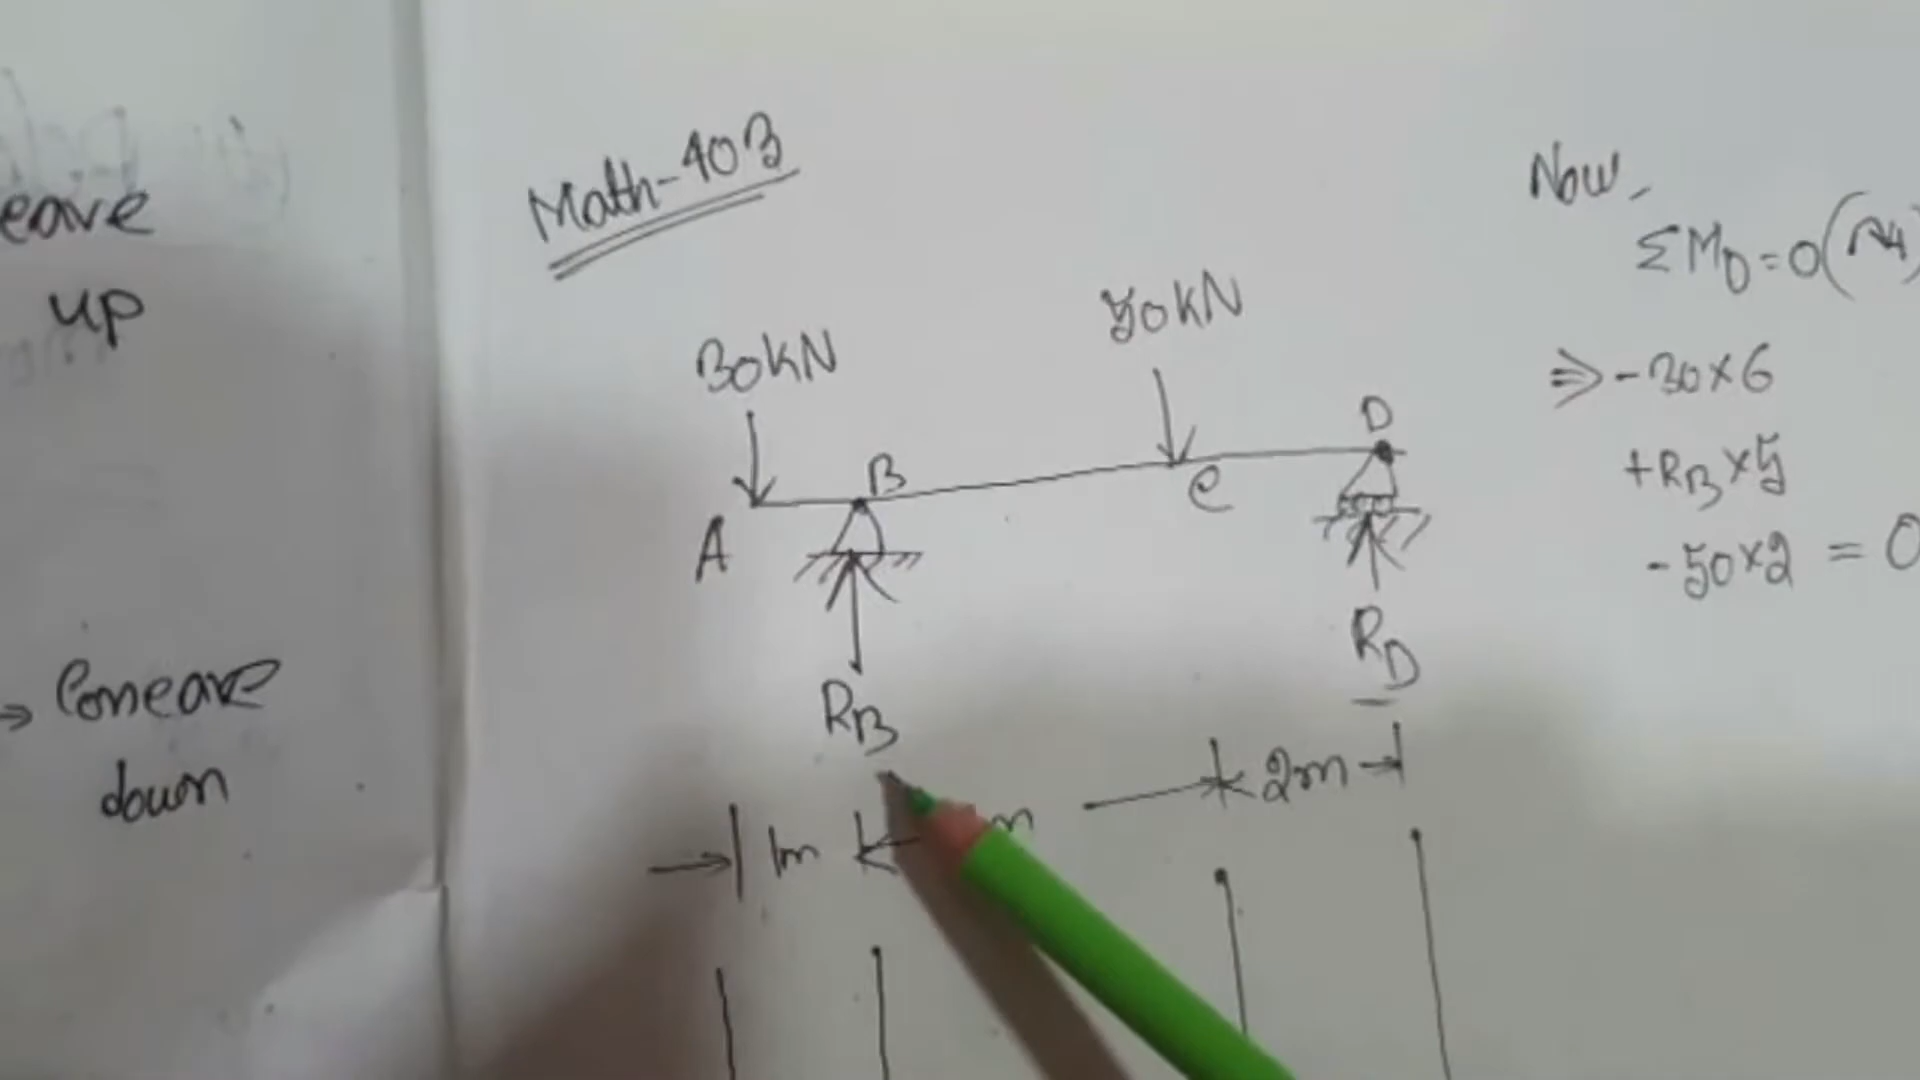 eave
up
→ Concave
down
Math-403
30kN
50kN
A
B
C
D
RB
RD
1m
m
2m
Now,
ΣMD=0(
⇒ -30×6
+RB×5
-50×2 = 0